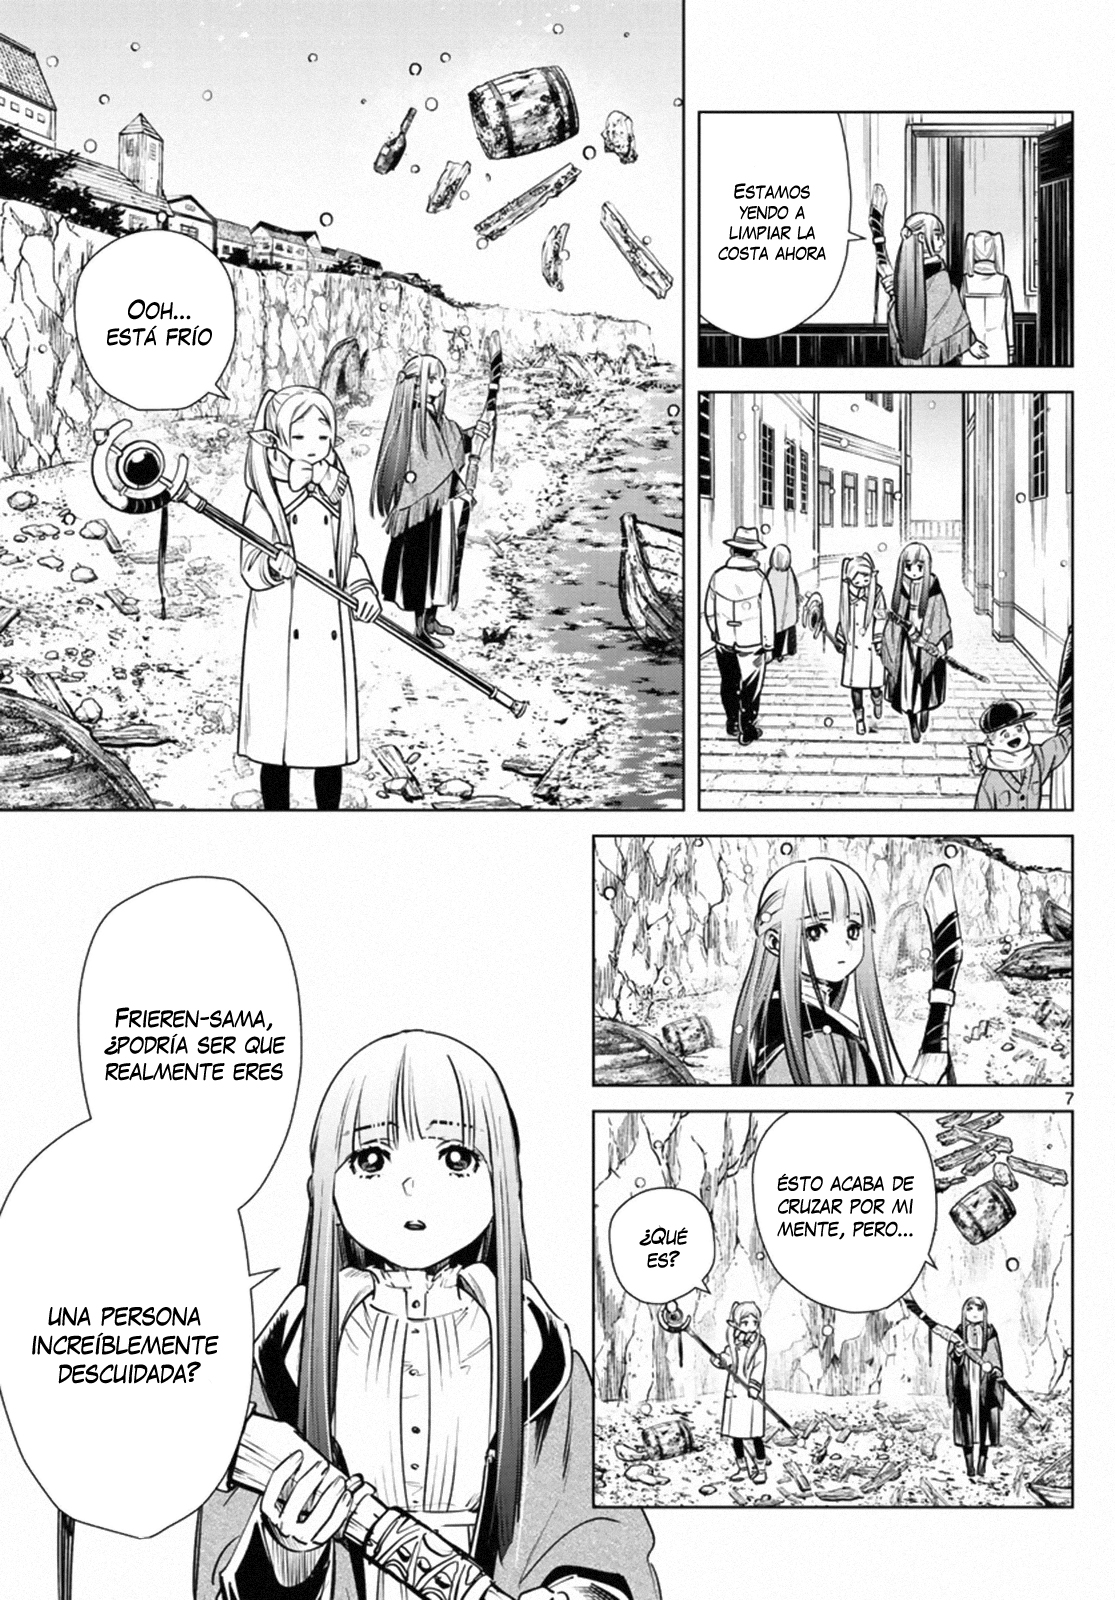 ESTAMOS
YENDO A
LIMPIAR LA
COSTA AHORA
OOH...
ESTÁ FRÍO
7
ÉSTO ACABA DE
CRUZAR POR MI
MENTE, PERO...
¿QUÉ
ES?
FRIEREN-SAMA,
¿PODRÍA SER QUE
REALMENTE ERES
UNA PERSONA
INCREÍBLEMENTE
DESCUIDADA?